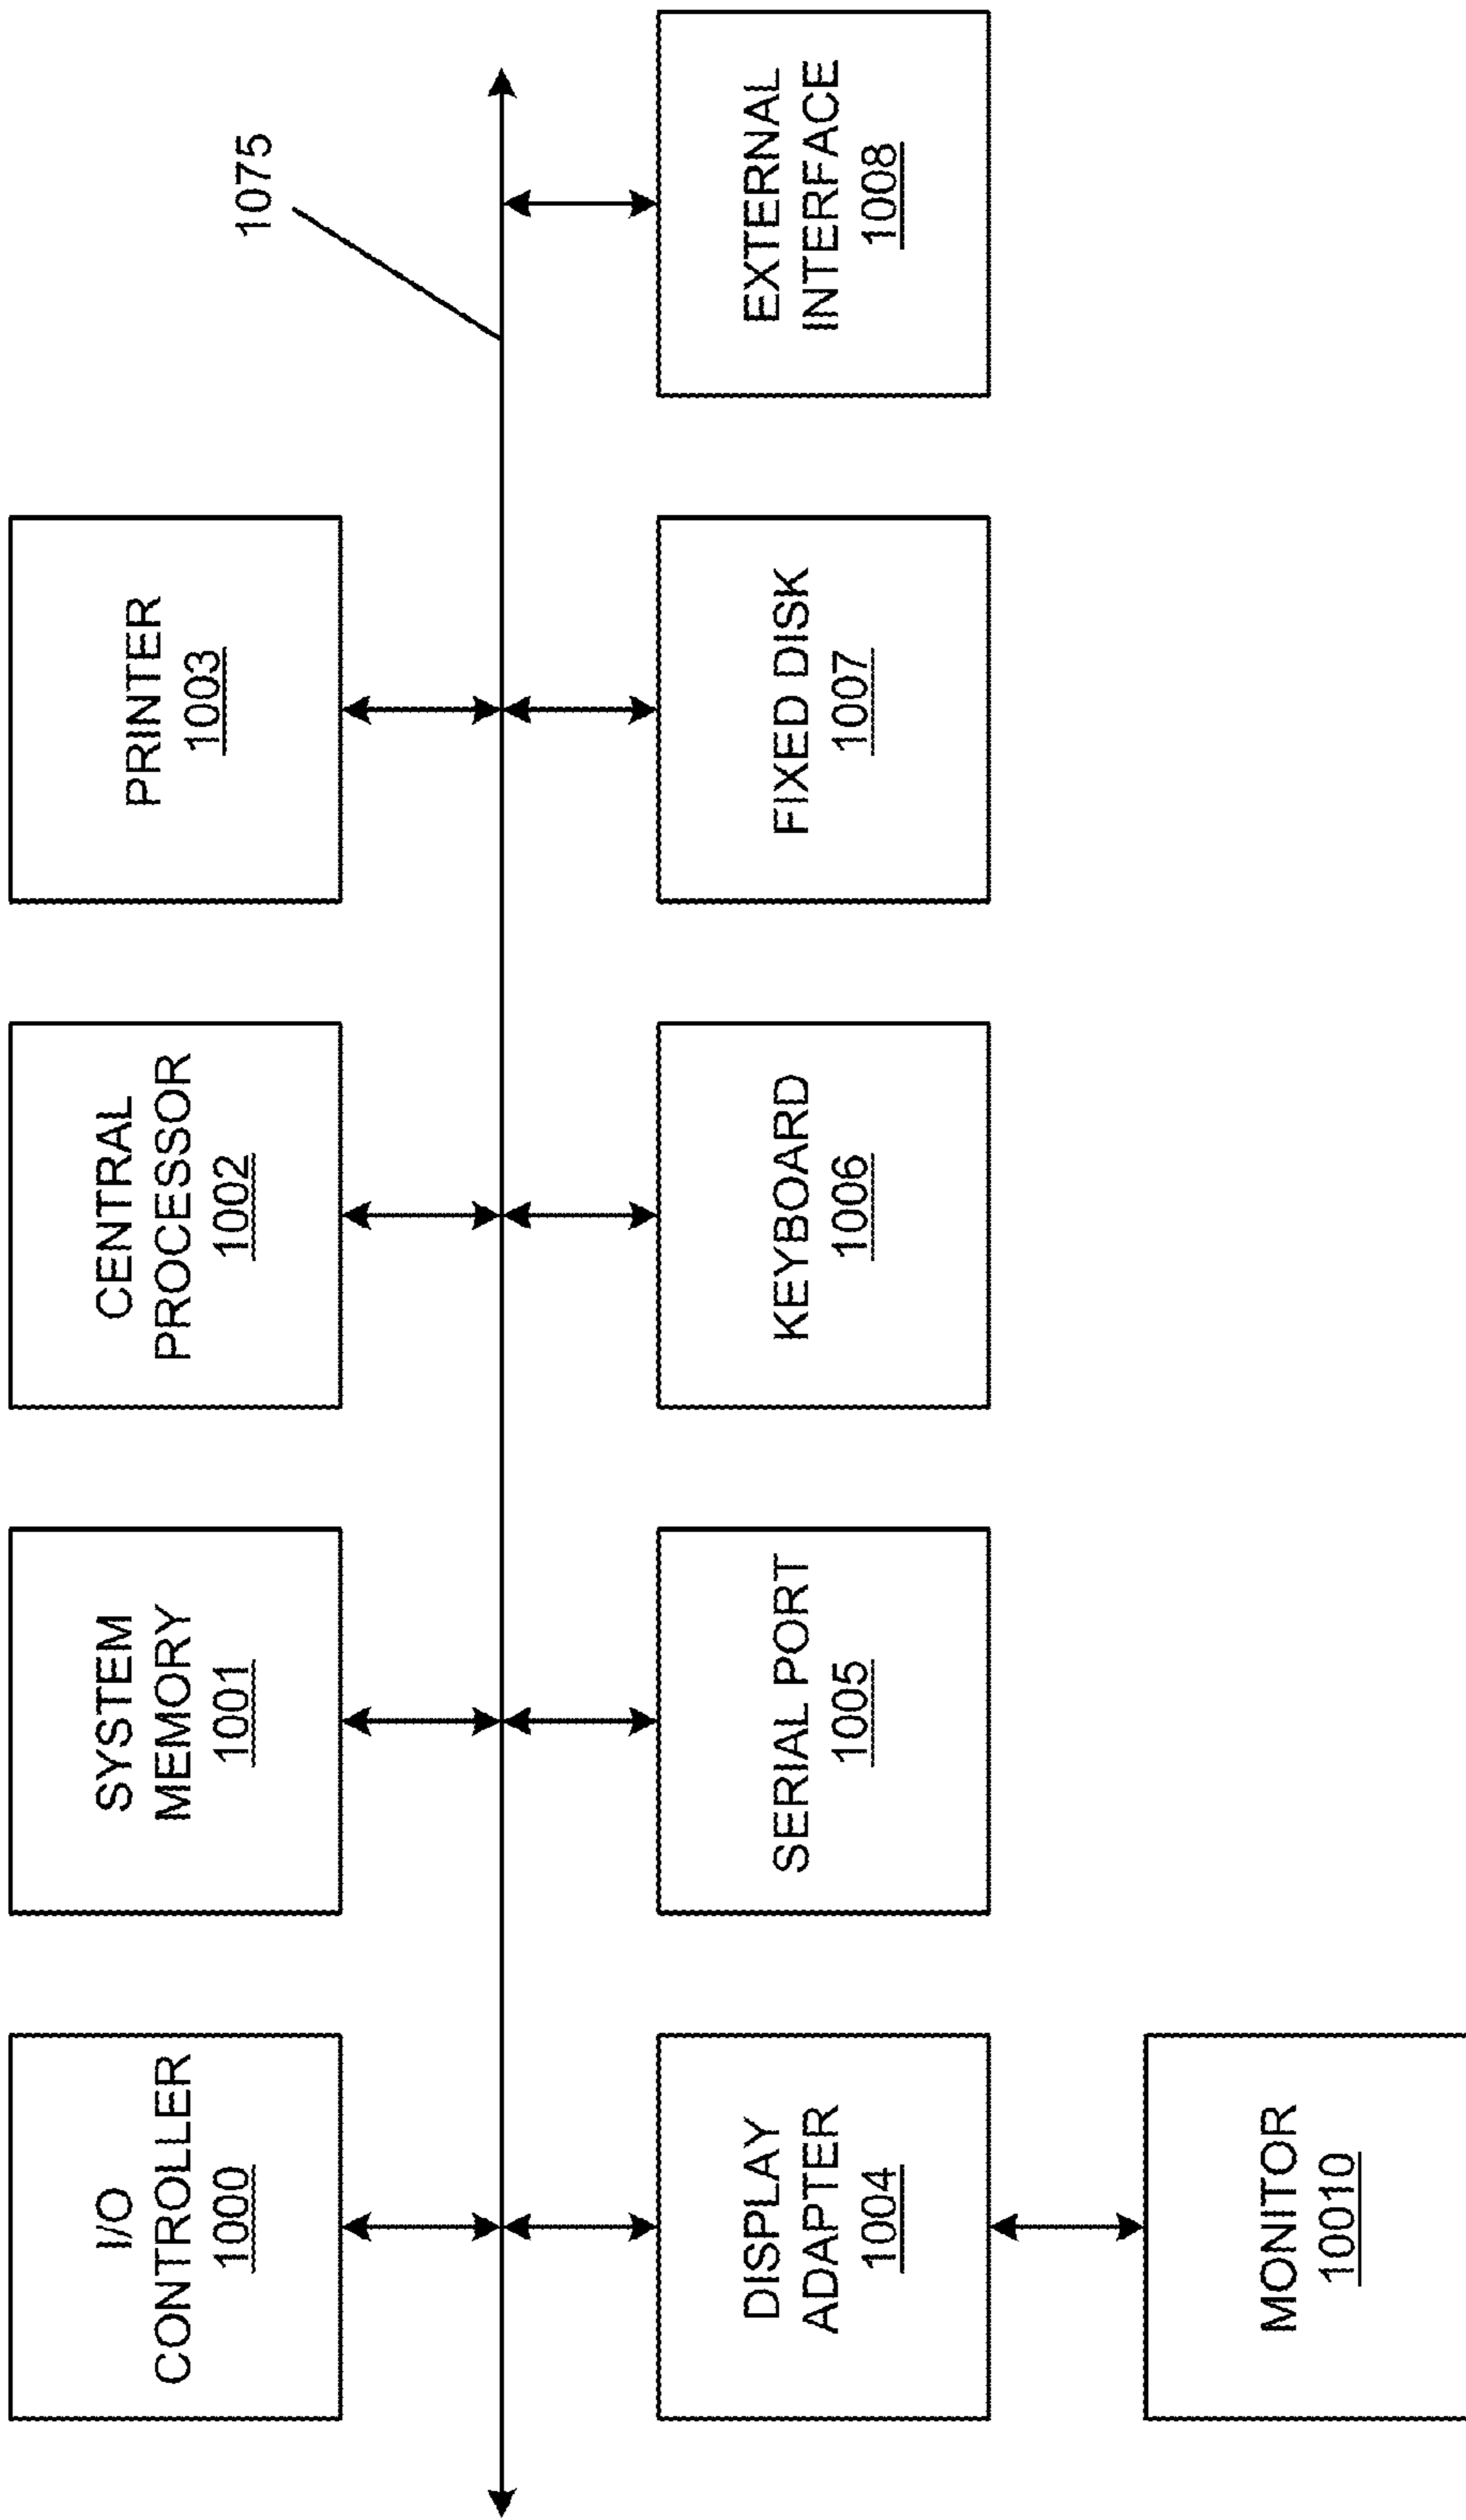 I/O
CONTROLLER
1000
SYSTEM
MEMORY
1001
CENTRAL
PROCESSOR
1002
PRINTER
1003
1075
DISPLAY
ADAPTER
1004
SERIAL PORT
1005
KEYBOARD
1006
FIXED DISK
1007
EXTERNAL
INTERFACE
1008
MONITOR
10010